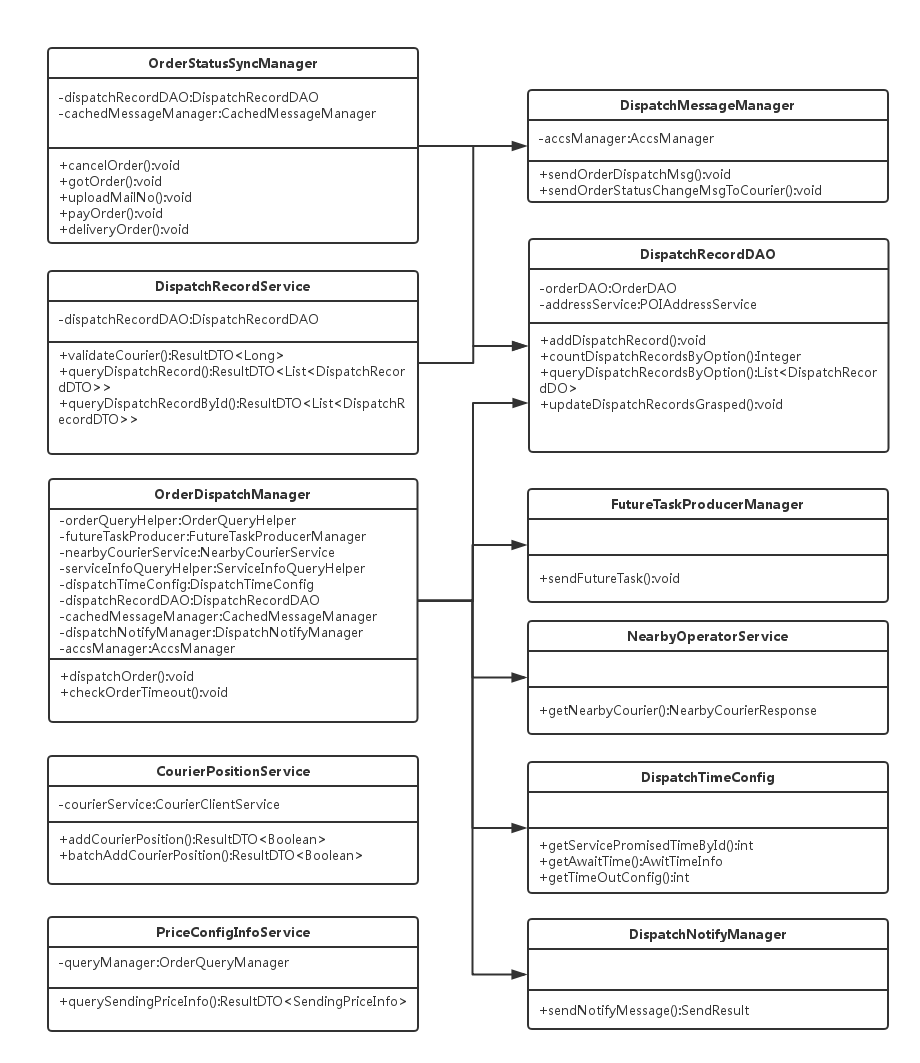 OrderStatusSyncManager
-dispatchRecordDAO:DispatchRecordDAO
-cachedMessageManager:CachedMessageManager
+cancelOrder():void
+gotOrder():void
+uploadMailNo():void
+payOrder():void
+deliveryOrder():void
DispatchRecordService
-dispatchRecordDAO:DispatchRecordDAO
+validateCourier():ResultDTO<Long>
+queryDispatchRecord():ResultDTO<List<DispatchRecor
dDTO>>
+queryDispatchRecordById():ResultDTO<List<DispatchR
ecordDTO>>
OrderDispatchManager
-orderQueryHelper:OrderQueryHelper
-futureTaskProducer:FutureTaskProducerManager
-nearbyCourierService:NearbyCourierService
-serviceInfoQueryHelper:ServiceInfoQueryHelper
-dispatchTimeConfig:DispatchTimeConfig
-dispatchRecordDAO:DispatchRecordDAO
-cachedMessageManager:CachedMessageManager
-dispatchNotifyManager:DispatchNotifyManager
-accsManager:AccsManager
+dispatchOrder():void
+checkOrderTimeout():void
CourierPositionService
-courierService:CourierClientService
+addCourierPosition():ResultDTO<Boolean>
+batchAddCourierPosition():ResultDTO<Boolean>
PriceConfigInfoService
-queryManager:OrderQueryManager
+querySendingPriceInfo():ResultDTO<SendingPriceInfo>
DispatchMessageManager
-accsManager:AccsManager
+sendOrderDispatchMsg():void
+sendOrderStatusChangeMsgToCourier():void
DispatchRecordDAO
-orderDAO:OrderDAO
-addressService:POIAddressService
+addDispatchRecord():void
+countDispatchRecordsByOption():Integer
+queryDispatchRecordsByOption():List<DispatchRecor
dDO>
+updateDispatchRecordsGrasped():void
FutureTaskProducerManager
+sendFutureTask():void
NearbyOperatorService
+getNearbyCourier():NearbyCourierResponse
DispatchTimeConfig
+getServicePromisedTimeById():int
+getAwaitTime():AwitTimeInfo
+getTimeOutConfig():int
DispatchNotifyManager
+sendNotifyMessage():SendResult